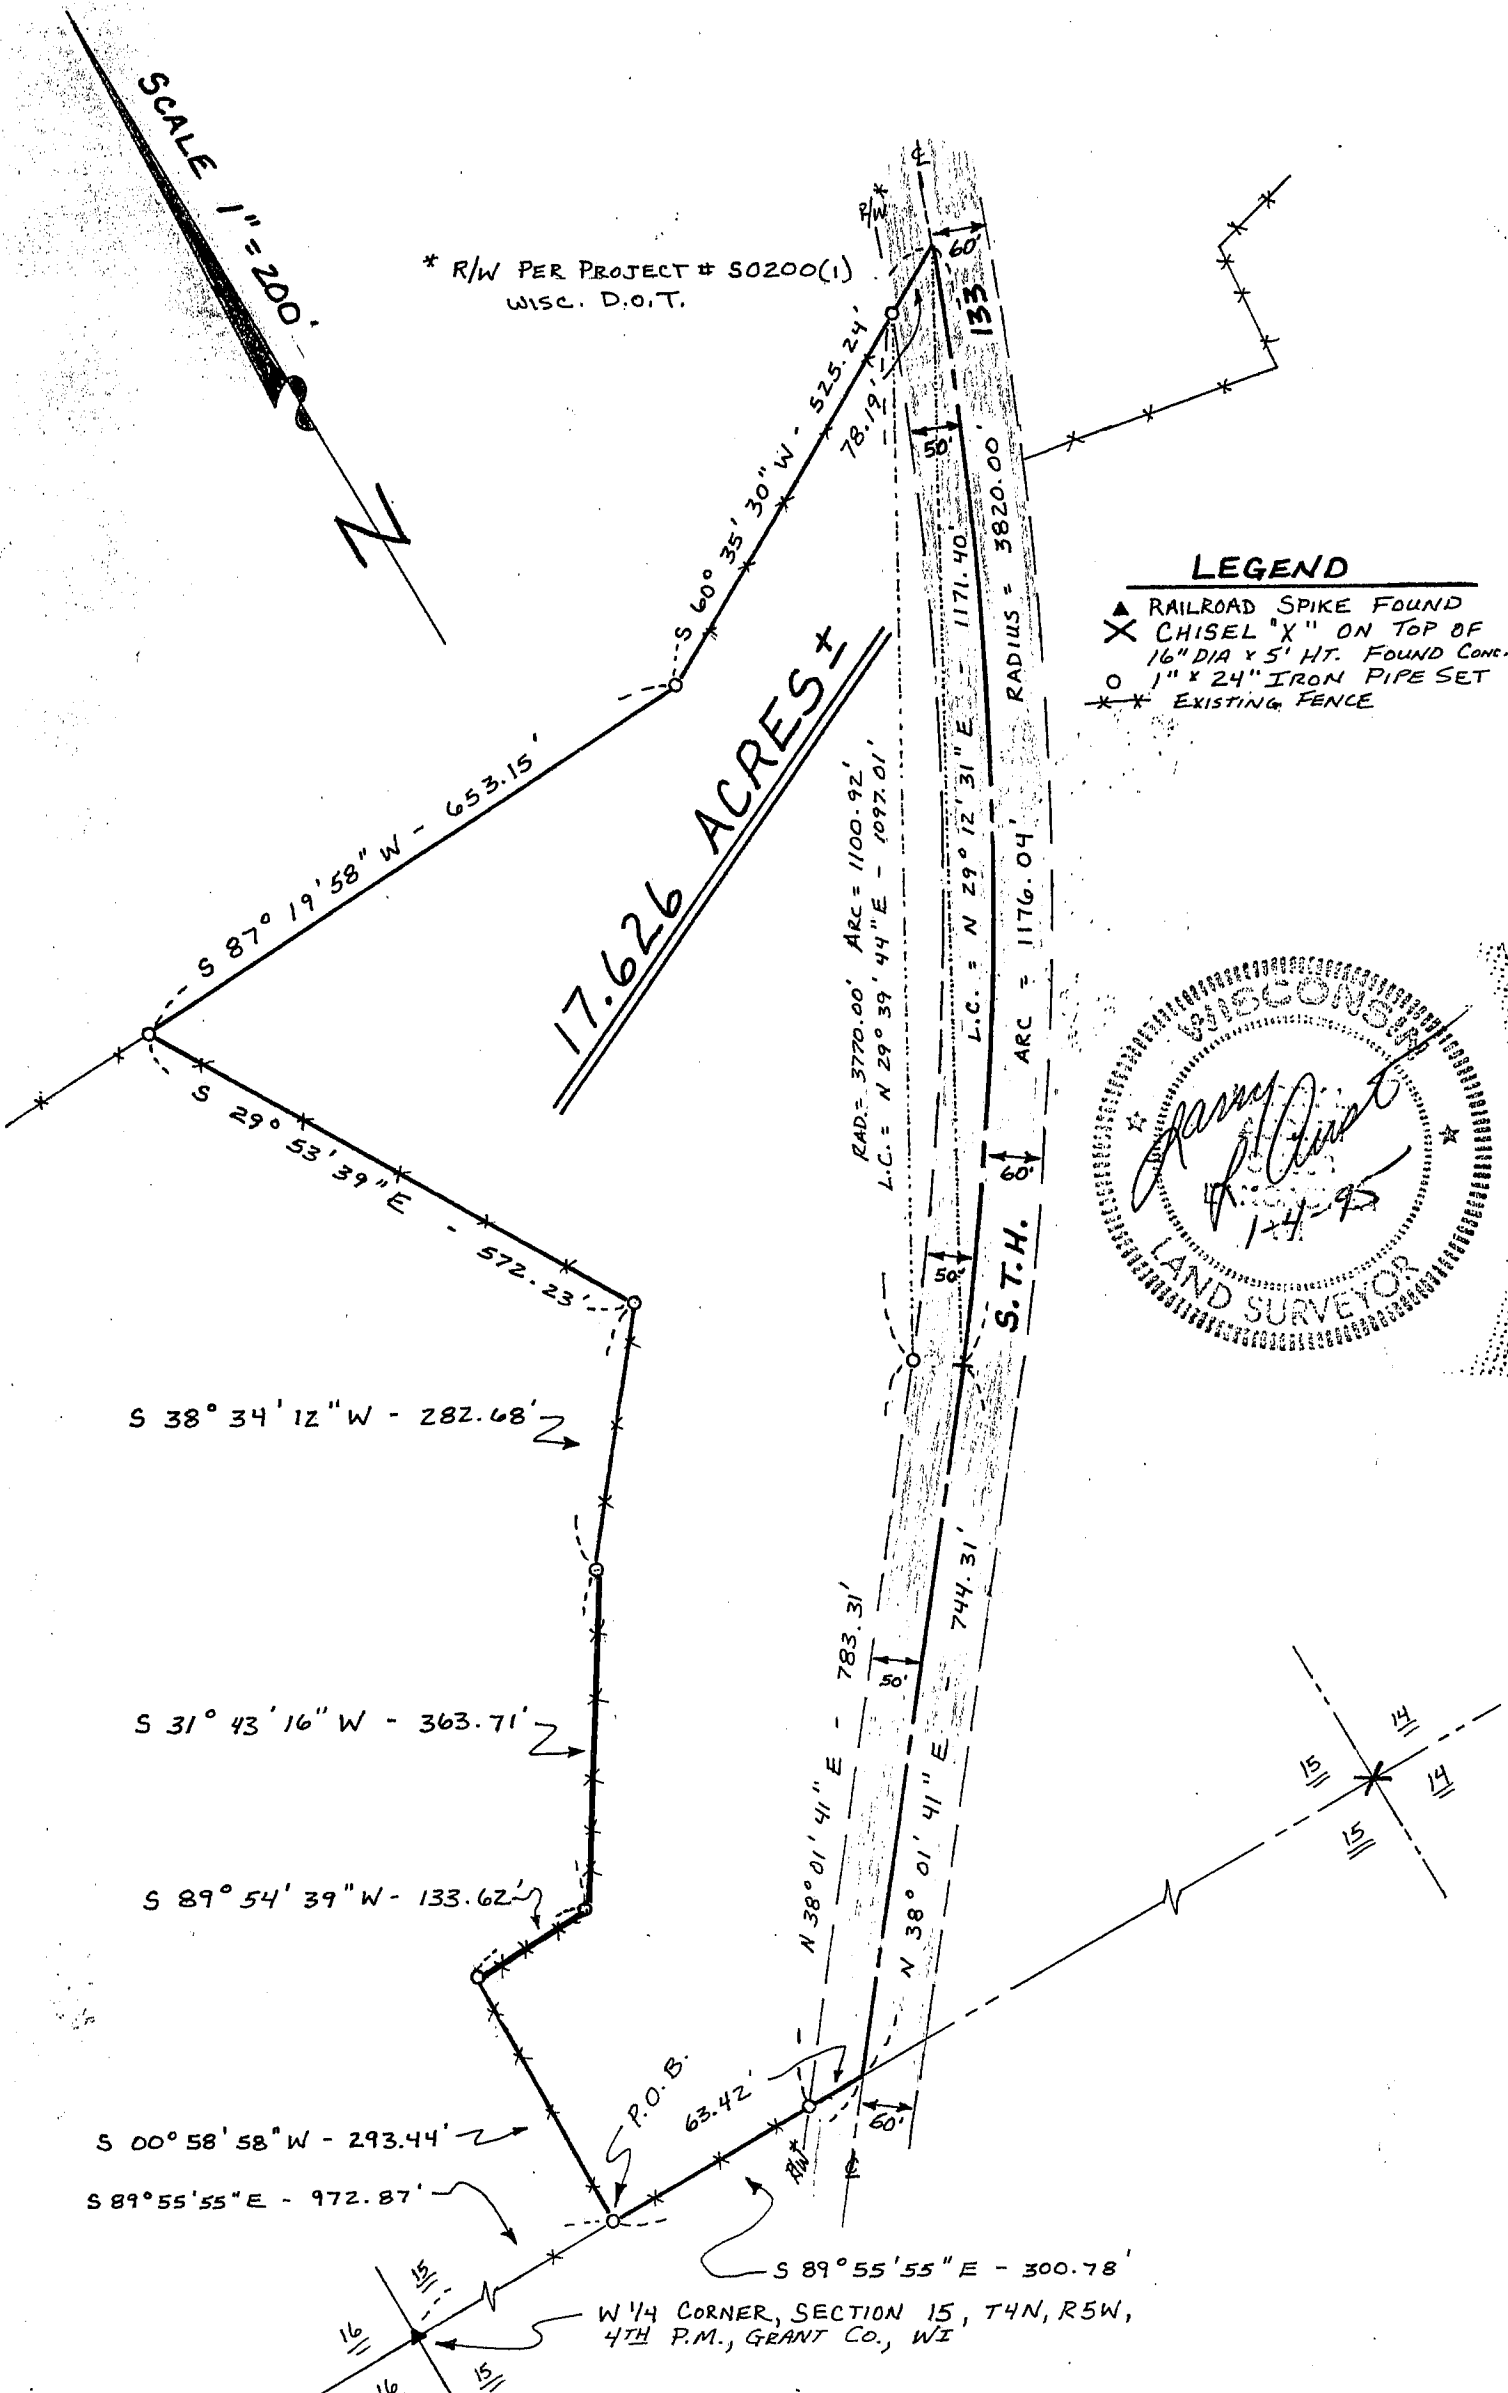 SCALE 1" = 200'
N
* R/W PER PROJECT # S0200(1)
WISC. D.O.T.
R/W*
℄
60'
133
S 60° 35' 30" W - 525.24'
78.19'
50'
L.C. = N 29° 12' 31" E - 1171.40'
RADIUS = 3820.00'
ARC = 1176.04'
LEGEND
▲ RAILROAD SPIKE FOUND
X CHISEL "X" ON TOP OF
16" DIA x 5' HT. FOUND CONC.
o 1" x 24" IRON PIPE SET
EXISTING FENCE
S 87° 19' 58" W - 653.15'
17.626 ACRES ±
RAD. = 3770.00' ARC = 1100.92'
L.C. = N 29° 39' 44" E - 1097.01'
WISCONSIN
1-4-95
LAND SURVEYOR
60'
S.T.H.
50'
S 29° 53' 39" E - 572.23'
S 38° 34' 12" W - 282.68'
S 31° 43' 16" W - 363.71'
N 38° 01' 41" E - 783.31'
50'
N 38° 01' 41" E - 744.31'
14
15
14
15
S 89° 54' 39" W - 133.62'
P.O.B.
63.42'
60'
R/W*
℄
S 00° 58' 58" W - 293.44'
S 89° 55' 55" E - 972.87'
S 89° 55' 55" E - 300.78'
W 1/4 CORNER, SECTION 15, T4N, R5W,
4TH P.M., GRANT CO., WI
15
16
15
16